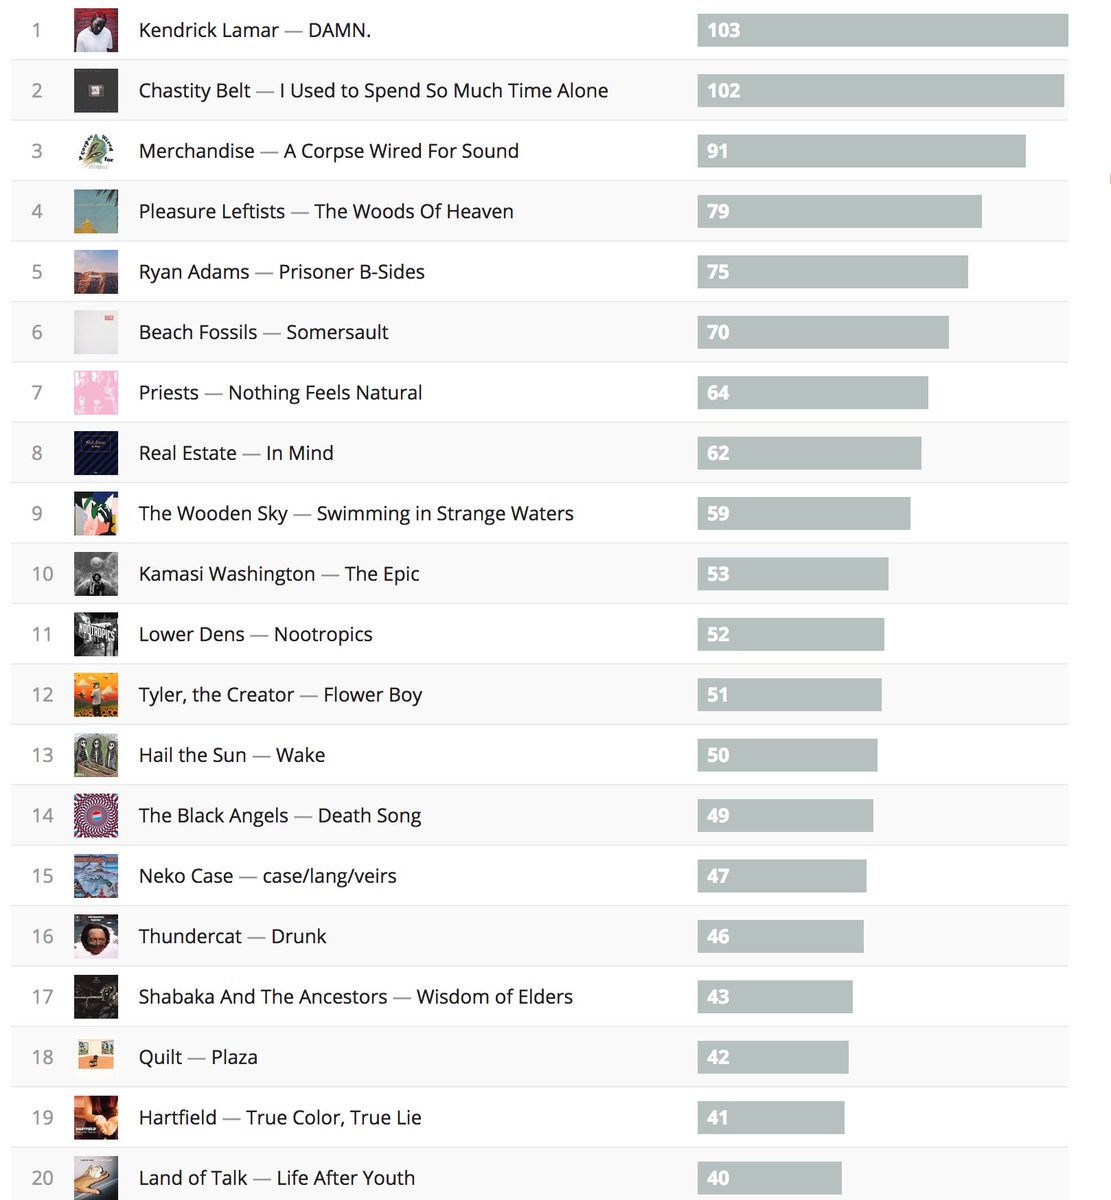 1 Kendrick Lamar — DAMN. 103
2 Chastity Belt — I Used to Spend So Much Time Alone 102
3 Merchandise — A Corpse Wired For Sound 91
4 Pleasure Leftists — The Woods Of Heaven 79
5 Ryan Adams — Prisoner B-Sides 75
6 Beach Fossils — Somersault 70
7 Priests — Nothing Feels Natural 64
8 Real Estate — In Mind 62
9 The Wooden Sky — Swimming in Strange Waters 59
10 Kamasi Washington — The Epic 53
11 Lower Dens — Nootropics 52
NOOTROPICS
12 Tyler, the Creator — Flower Boy 51
13 Hail the Sun — Wake 50
14 The Black Angels — Death Song 49
15 Neko Case — case/lang/veirs 47
16 Thundercat — Drunk 46
17 Shabaka And The Ancestors — Wisdom of Elders 43
18 Quilt — Plaza 42
19 Hartfield — True Color, True Lie 41
HARTFIELD
20 Land of Talk — Life After Youth 40